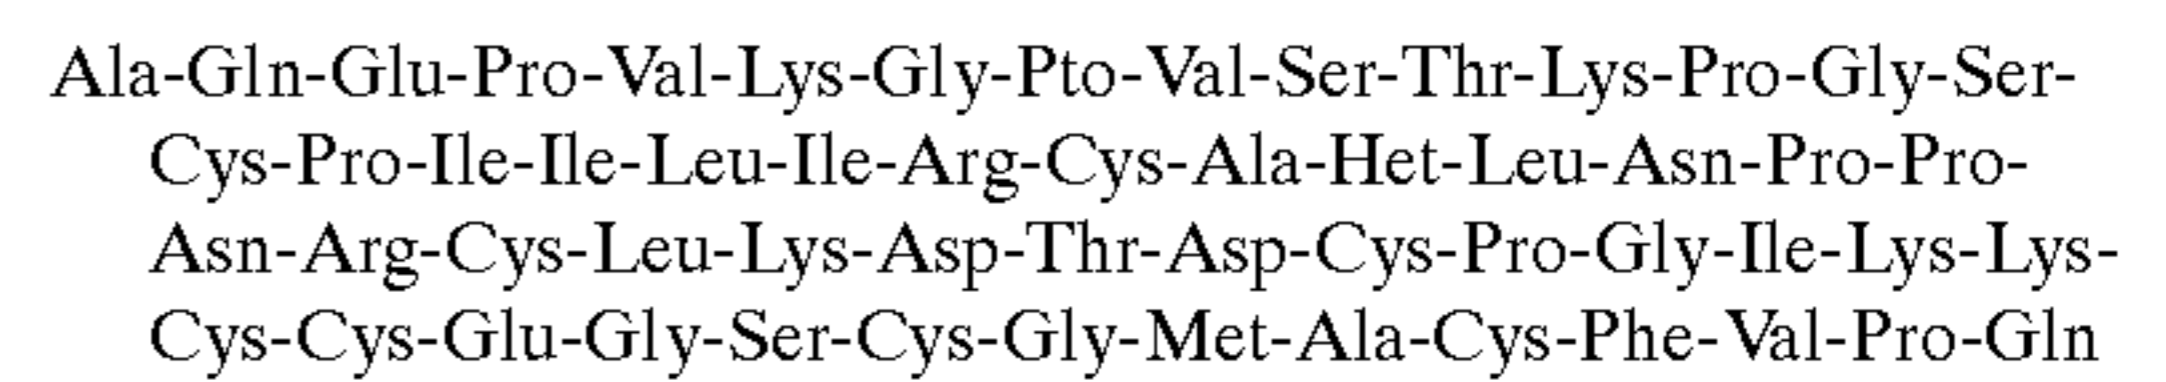 Ala-Gln-Glu-Pro-Val-Lys-Gly-Pto-Val-Ser-Thr-Lys-Pro-Gly-Ser-
Cys-Pro-Ile-Ile-Leu-Ile-Arg-Cys-Ala-Het-Leu-Asn-Pro-Pro-
Asn-Arg-Cys-Leu-Lys-Asp-Thr-Asp-Cys-Pro-Gly-Ile-Lys-Lys-
Cys-Cys-Glu-Gly-Ser-Cys-Gly-Met-Ala-Cys-Phe-Val-Pro-Gln